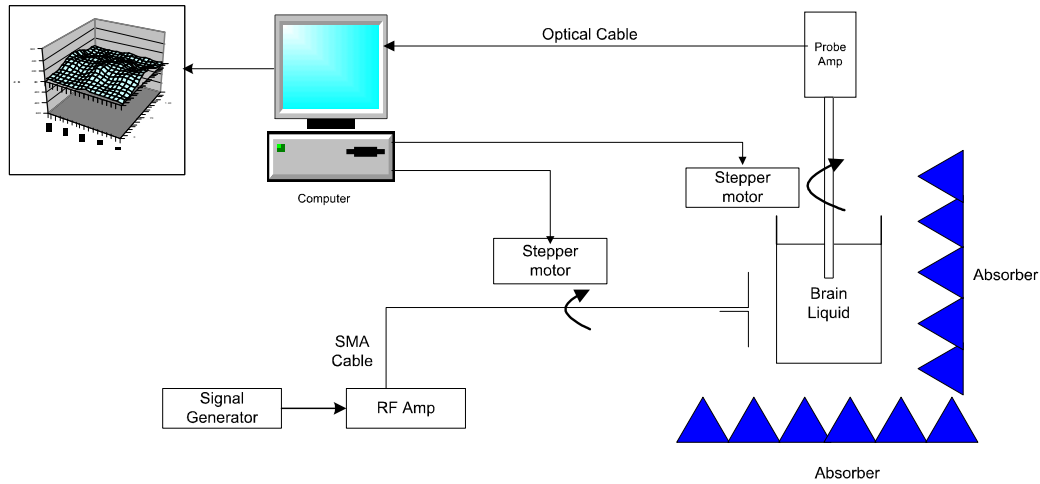 Optical Cable
Probe
Amp
Stepper
motor
Computer
Stepper
motor
Absorber
Brain
Liquid
SMA
Cable
Signal
Generator
RF Amp
Absorber